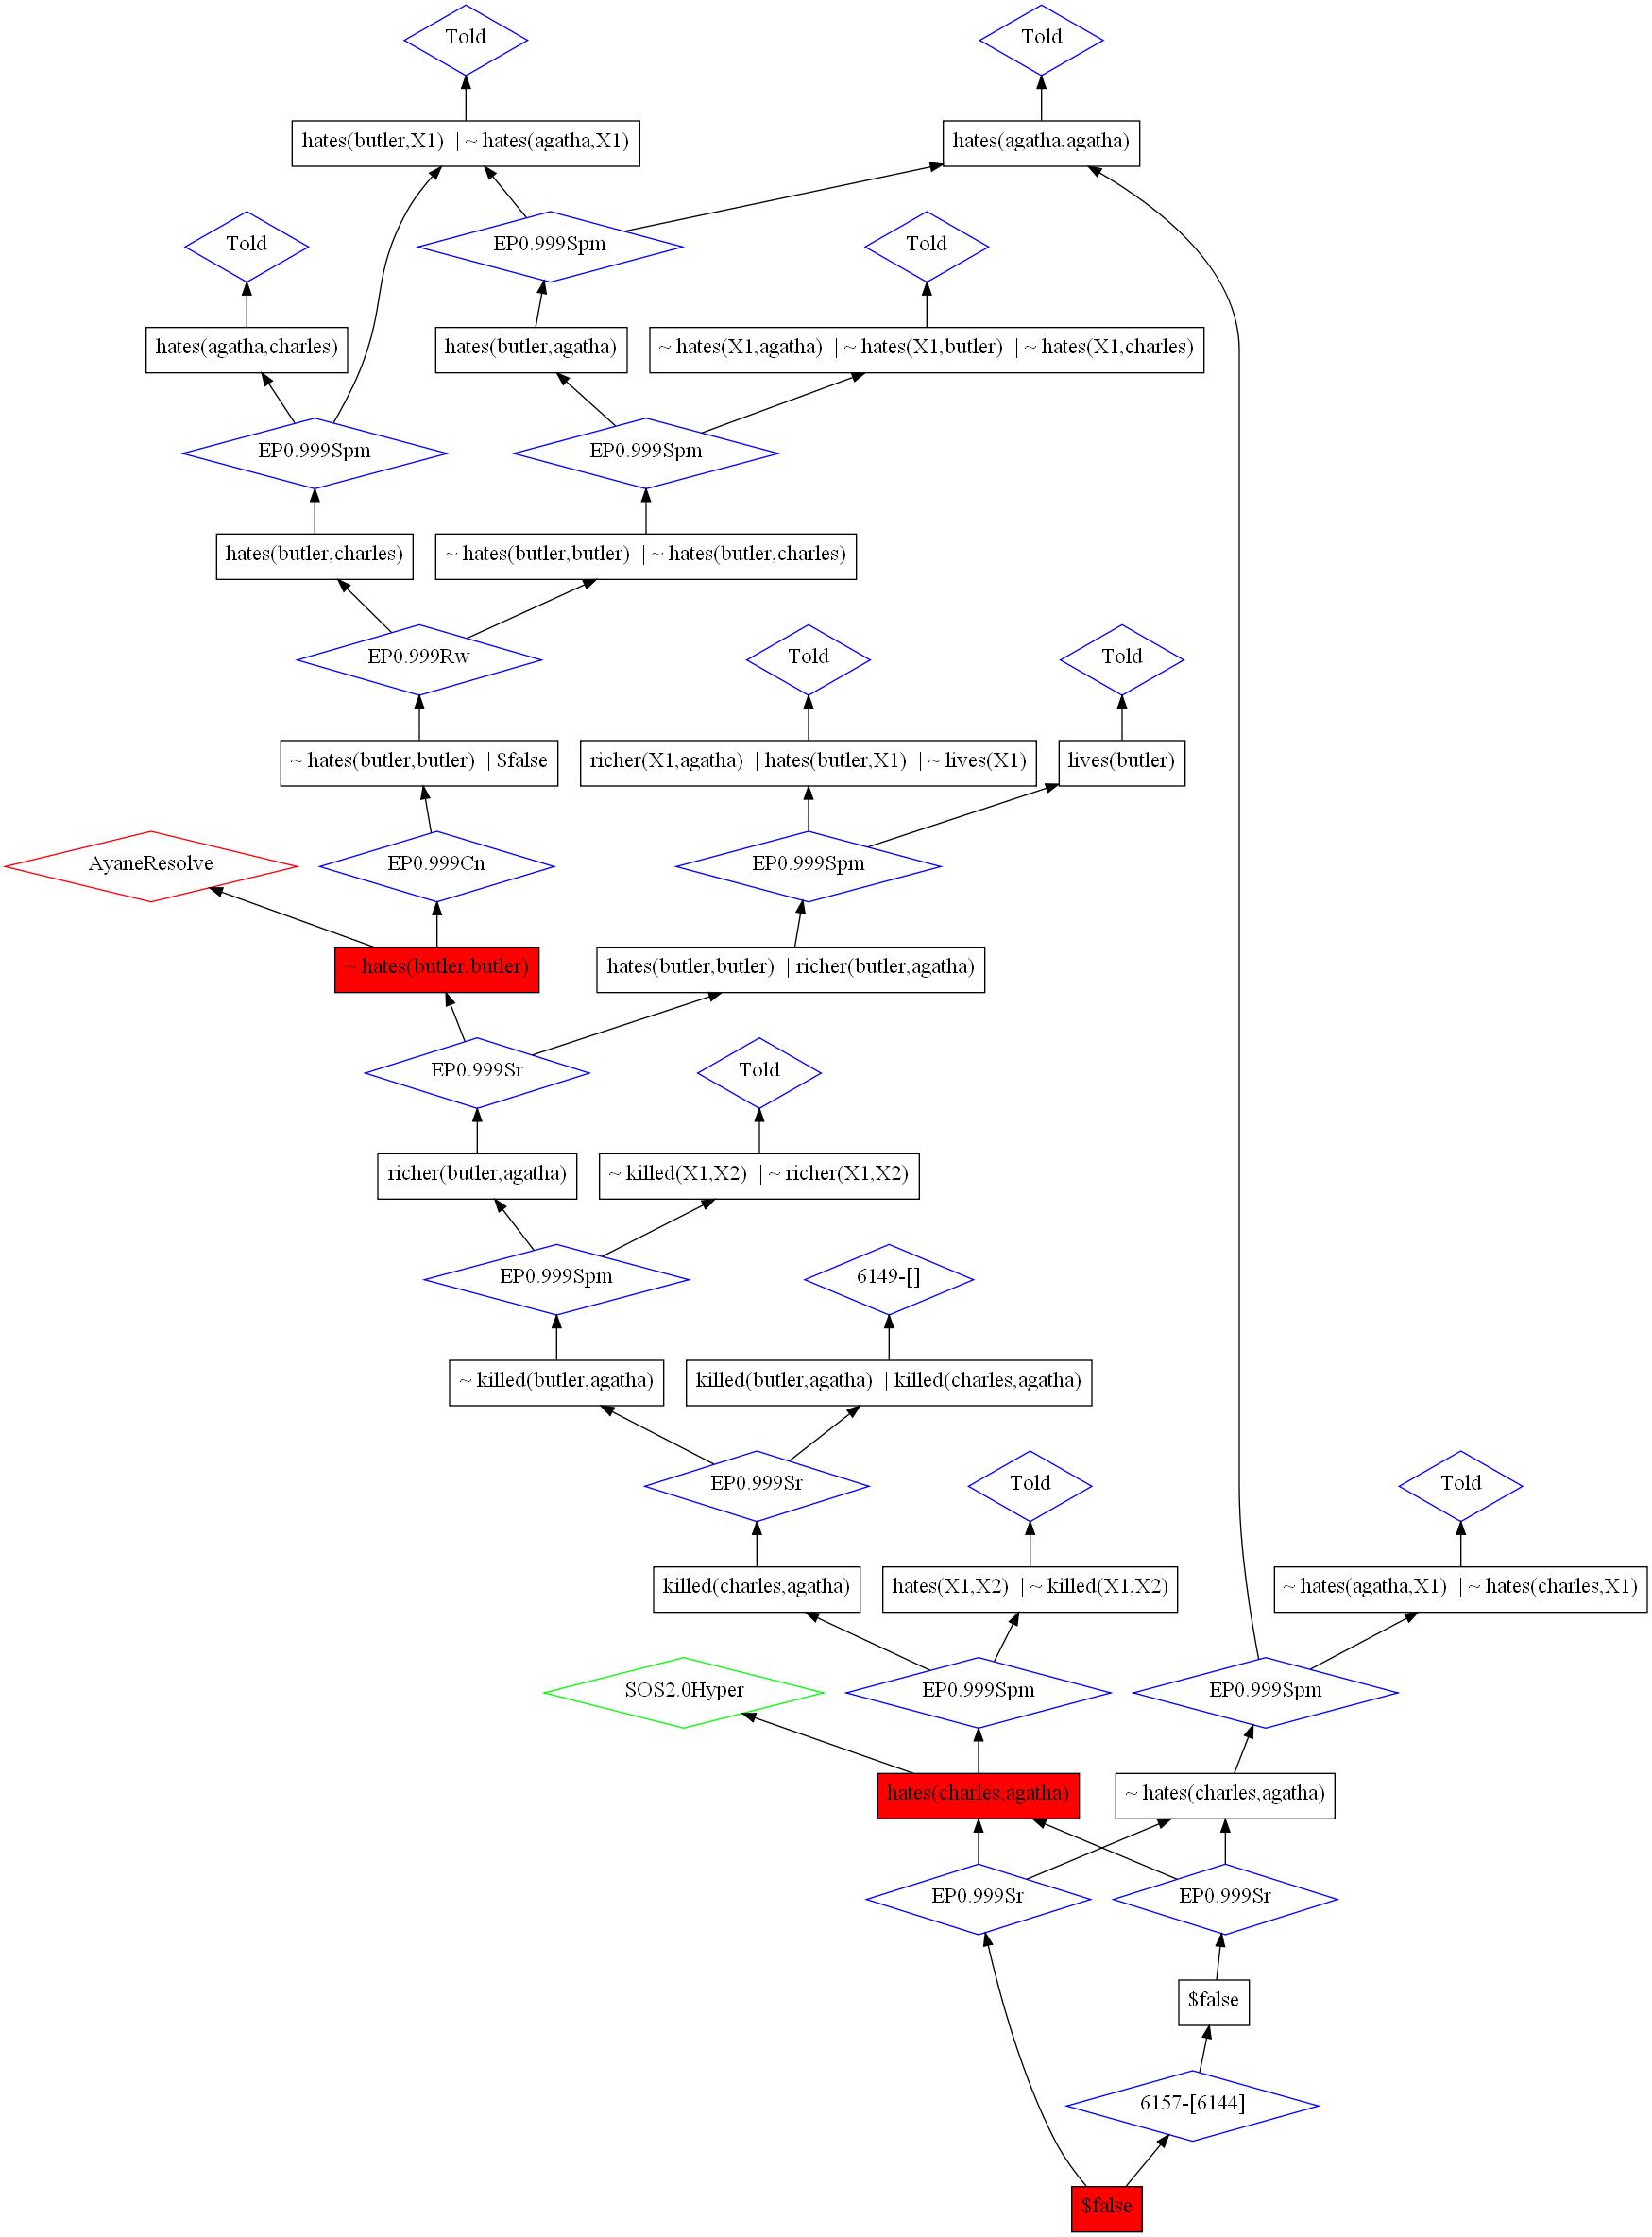 Told
Told
hates(butler,X1) | ~ hates(agatha,X1)
hates(agatha,agatha)
Told
EP0.999Spm
Told
hates(agatha,charles)
hates(butler,agatha)
~ hates(X1,agatha) | ~ hates(X1,butler) | ~ hates(X1,charles)
EP0.999Spm
EP0.999Spm
hates(butler,charles)
~ hates(butler,butler) | ~ hates(butler,charles)
EP0.999Rw
Told
Told
~ hates(butler,butler) | $false
richer(X1,agatha) | hates(butler,X1) | ~ lives(X1)
lives(butler)
AyaneResolve
EP0.999Cn
EP0.999Spm
~ hates(butler,butler)
hates(butler,butler) | richer(butler,agatha)
EP0.999Sr
Told
richer(butler,agatha)
~ killed(X1,X2) | ~ richer(X1,X2)
EP0.999Spm
6149-[]
~ killed(butler,agatha)
killed(butler,agatha) | killed(charles,agatha)
EP0.999Sr
Told
Told
killed(charles,agatha)
hates(X1,X2) | ~ killed(X1,X2)
~ hates(agatha,X1) | ~ hates(charles,X1)
SOS2.0Hyper
EP0.999Spm
EP0.999Spm
hates(charles,agatha)
~ hates(charles,agatha)
EP0.999Sr
EP0.999Sr
$false
6157-[6144]
$false